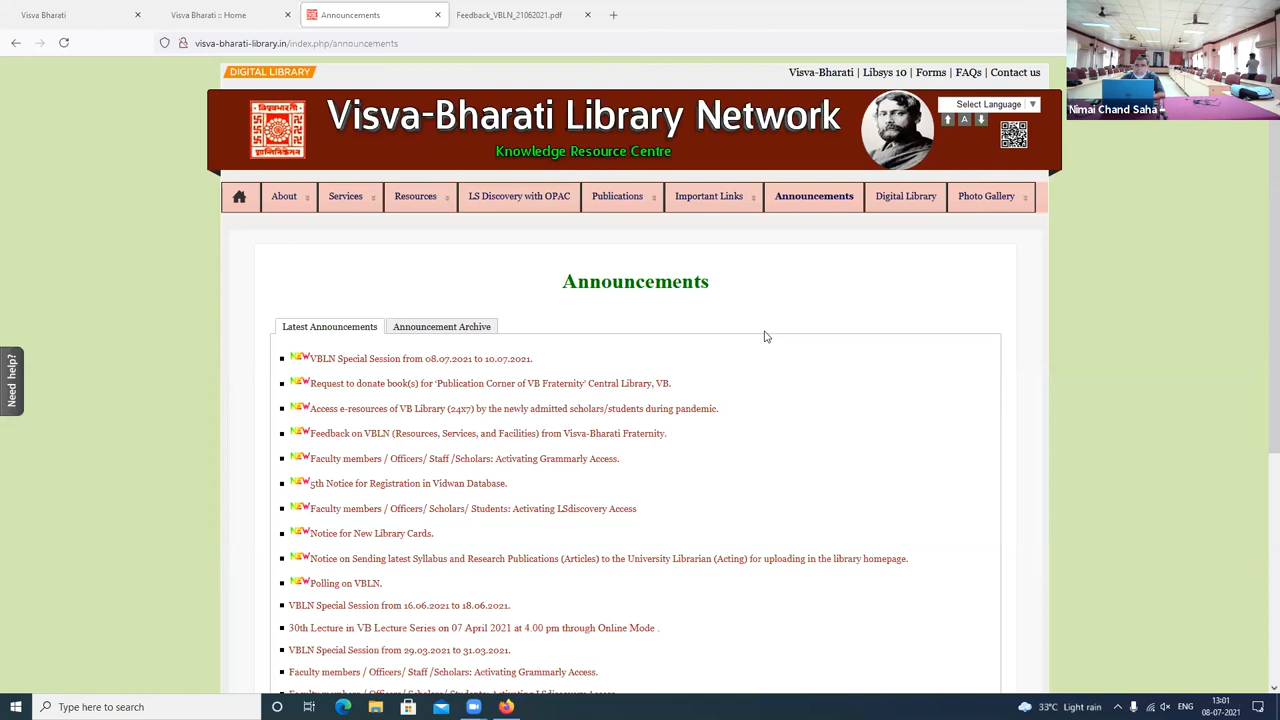 Visva Bharati
Visva Bharati :: Home
Announcements
Feedback_VBLN_21062021.pdf
visva-bharati-library.in/index.php/announcements
DIGITAL LIBRARY
Visva-Bharati | Libsys 10 | Forms | FAQs | Contact us
Visva-Bharati Library Network
Knowledge Resource Centre
Select Language
A
Nimai Chand Saha
About
Services
Resources
LS Discovery with OPAC
Publications
Important Links
Announcements
Digital Library
Photo Gallery
Announcements
Latest Announcements
Announcement Archive
NEW VBLN Special Session from 08.07.2021 to 10.07.2021.
NEW Request to donate book(s) for 'Publication Corner of VB Fraternity' Central Library, VB.
NEW Access e-resources of VB Library (24x7) by the newly admitted scholars/students during pandemic.
NEW Feedback on VBLN (Resources, Services, and Facilities) from Visva-Bharati Fraternity.
NEW Faculty members / Officers/ Staff /Scholars: Activating Grammarly Access.
NEW 5th Notice for Registration in Vidwan Database.
NEW Faculty members / Officers/ Scholars/ Students: Activating LSdiscovery Access
NEW Notice for New Library Cards.
NEW Notice on Sending latest Syllabus and Research Publications (Articles) to the University Librarian (Acting) for uploading in the library homepage.
NEW Polling on VBLN.
VBLN Special Session from 16.06.2021 to 18.06.2021.
30th Lecture in VB Lecture Series on 07 April 2021 at 4.00 pm through Online Mode .
VBLN Special Session from 29.03.2021 to 31.03.2021.
Faculty members / Officers/ Staff /Scholars: Activating Grammarly Access.
Faculty members / Officers/ Scholars/ Students: Activating LSdiscovery Access
Need help?
Type here to search
33°C Light rain
13:01
08-07-2021